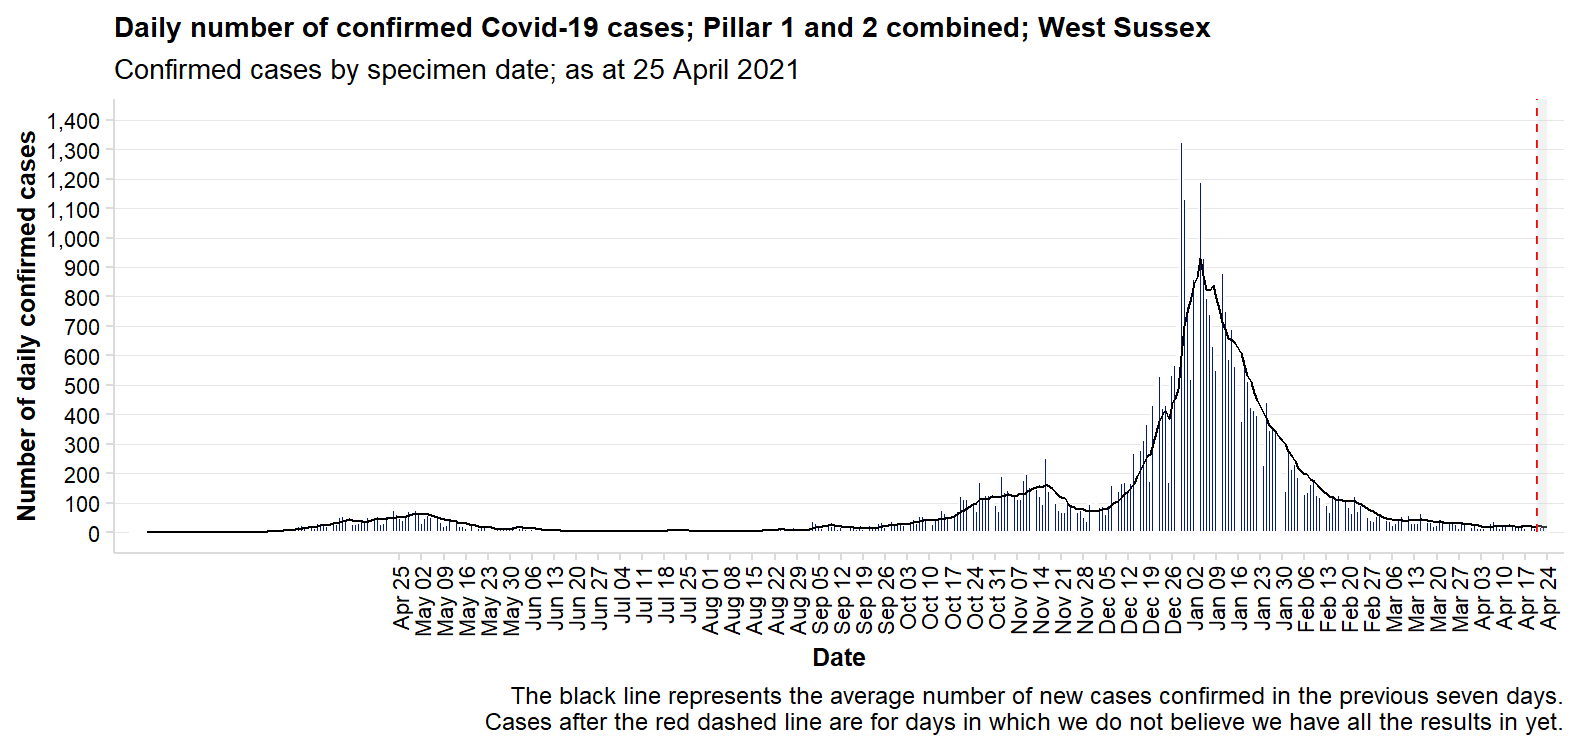 Daily number of confirmed Covid-19 cases; Pillar 1 and 2 combined; West Sussex
Confirmed cases by specimen date; as at 25 April 2021
Number of daily confirmed cases
1,400
1,300
1,200
1,100
1,000
900
800
700
600
500
400
300
200
100
0
Apr 25
May 02
May 09
May 16
May 23
May 30
Jun 06
Jun 13
Jun 20
Jun 27
Jul 04
Jul 11
Jul 18
Jul 25
Aug 01
Aug 08
Aug 15
Aug 22
Aug 29
Sep 05
Sep 12
Sep 19
Sep 26
Oct 03
Oct 10
Oct 17
Oct 24
Oct 31
Nov 07
Nov 14
Nov 21
Nov 28
Dec 05
Dec 12
Dec 19
Dec 26
Jan 02
Jan 09
Jan 16
Jan 23
Jan 30
Feb 06
Feb 13
Feb 20
Feb 27
Mar 06
Mar 13
Mar 20
Mar 27
Apr 03
Apr 10
Apr 17
Apr 24
Date
The black line represents the average number of new cases confirmed in the previous seven days.
Cases after the red dashed line are for days in which we do not believe we have all the results in yet.